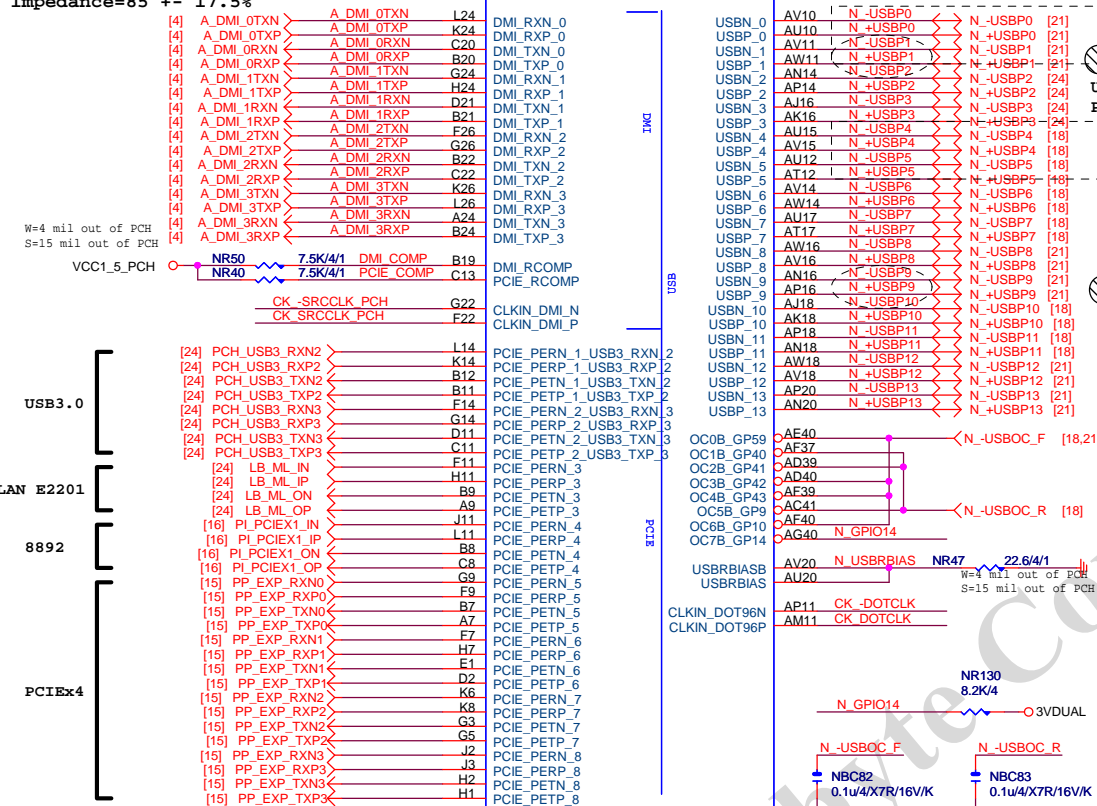 Impedance=85 +- 17.5%
[4] A_DMI_0TXN A_DMI_0TXN L24 DMI_RXN_0
[4] A_DMI_0TXP A_DMI_0TXP K24 DMI_RXP_0
[4] A_DMI_0RXN A_DMI_0RXN C20 DMI_TXN_0
[4] A_DMI_0RXP A_DMI_0RXP B20 DMI_TXP_0
[4] A_DMI_1TXN A_DMI_1TXN G24 DMI_RXN_1
[4] A_DMI_1TXP A_DMI_1TXP H24 DMI_RXP_1
[4] A_DMI_1RXN A_DMI_1RXN D21 DMI_TXN_1
[4] A_DMI_1RXP A_DMI_1RXP B21 DMI_TXP_1
[4] A_DMI_2TXN A_DMI_2TXN F26 DMI_RXN_2
[4] A_DMI_2TXP A_DMI_2TXP G26 DMI_RXP_2
[4] A_DMI_2RXN A_DMI_2RXN B22 DMI_TXN_2
[4] A_DMI_2RXP A_DMI_2RXP C22 DMI_TXP_2
[4] A_DMI_3TXN A_DMI_3TXN K26 DMI_RXN_3
[4] A_DMI_3TXP A_DMI_3TXP L26 DMI_RXP_3
[4] A_DMI_3RXN A_DMI_3RXN A24 DMI_TXN_3
[4] A_DMI_3RXP A_DMI_3RXP B24 DMI_TXP_3
W=4 mil out of PCH
S=15 mil out of PCH
VCC1_5_PCH
NR50 7.5K/4/1 DMI_COMP B19 DMI_RCOMP
NR40 7.5K/4/1 PCIE_COMP C13 PCIE_RCOMP
CK_-SRCCLK_PCH G22 CLKIN_DMI_N
CK_SRCCLK_PCH F22 CLKIN_DMI_P
DMI
USB
PCIE
USB3.0
[24] PCH_USB3_RXN2 L14 PCIE_PERN_1_USB3_RXN_2
[24] PCH_USB3_RXP2 K14 PCIE_PERP_1_USB3_RXP_2
[24] PCH_USB3_TXN2 B12 PCIE_PETN_1_USB3_TXN_2
[24] PCH_USB3_TXP2 B11 PCIE_PETP_1_USB3_TXP_2
[24] PCH_USB3_RXN3 F14 PCIE_PERN_2_USB3_RXN_3
[24] PCH_USB3_RXP3 G14 PCIE_PERP_2_USB3_RXP_3
[24] PCH_USB3_TXN3 D11 PCIE_PETN_2_USB3_TXN_3
[24] PCH_USB3_TXP3 C11 PCIE_PETP_2_USB3_TXP_3
LAN E2201
[24] LB_ML_IN F11 PCIE_PERN_3
[24] LB_ML_IP H11 PCIE_PERP_3
[24] LB_ML_ON B9 PCIE_PETN_3
[24] LB_ML_OP A9 PCIE_PETP_3
8892
[16] PI_PCIEX1_IN J11 PCIE_PERN_4
[16] PI_PCIEX1_IP L11 PCIE_PERP_4
[16] PI_PCIEX1_ON B8 PCIE_PETN_4
[16] PI_PCIEX1_OP C8 PCIE_PETP_4
PCIEx4
[15] PP_EXP_RXN0 G9 PCIE_PERN_5
[15] PP_EXP_RXP0 F9 PCIE_PERP_5
[15] PP_EXP_TXN0 B7 PCIE_PETN_5
[15] PP_EXP_TXP0 A7 PCIE_PETP_5
[15] PP_EXP_RXN1 F7 PCIE_PERN_6
[15] PP_EXP_RXP1 H7 PCIE_PERP_6
[15] PP_EXP_TXN1 E1 PCIE_PETN_6
[15] PP_EXP_TXP1 D2 PCIE_PETP_6
[15] PP_EXP_RXN2 K6 PCIE_PERN_7
[15] PP_EXP_RXP2 K8 PCIE_PERP_7
[15] PP_EXP_TXN2 G3 PCIE_PETN_7
[15] PP_EXP_TXP2 G5 PCIE_PETP_7
[15] PP_EXP_RXN3 J2 PCIE_PERN_8
[15] PP_EXP_RXP3 J3 PCIE_PERP_8
[15] PP_EXP_TXN3 H2 PCIE_PETN_8
[15] PP_EXP_TXP3 H1 PCIE_PETP_8
USBN_0 AV10 N_-USBP0 N_-USBP0 [21]
USBP_0 AU10 N_+USBP0 N_+USBP0 [21]
USBN_1 AV11 N_-USBP1 N_-USBP1 [21]
USBP_1 AW11 N_+USBP1 N_+USBP1 [21]
USBN_2 AN14 N_-USBP2 N_-USBP2 [24]
USBP_2 AP14 N_+USBP2 N_+USBP2 [24]
USBN_3 AJ16 N_-USBP3 N_-USBP3 [24]
USBP_3 AK16 N_+USBP3 N_+USBP3 [24]
USBN_4 AU15 N_-USBP4 N_-USBP4 [18]
USBP_4 AV15 N_+USBP4 N_+USBP4 [18]
USBN_5 AU12 N_-USBP5 N_-USBP5 [18]
USBP_5 AT12 N_+USBP5 N_+USBP5 [18]
USBN_6 AV14 N_-USBP6 N_-USBP6 [18]
USBP_6 AW14 N_+USBP6 N_+USBP6 [18]
USBN_7 AU17 N_-USBP7 N_-USBP7 [18]
USBP_7 AT17 N_+USBP7 N_+USBP7 [18]
USBN_8 AW16 N_-USBP8 N_-USBP8 [21]
USBP_8 AV16 N_+USBP8 N_+USBP8 [21]
USBN_9 AN16 N_-USBP9 N_-USBP9 [21]
USBP_9 AP16 N_+USBP9 N_+USBP9 [21]
USBN_10 AJ18 N_-USBP10 N_-USBP10 [18]
USBP_10 AK18 N_+USBP10 N_+USBP10 [18]
USBN_11 AP18 N_-USBP11 N_-USBP11 [18]
USBP_11 AN18 N_+USBP11 N_+USBP11 [18]
USBN_12 AW18 N_-USBP12 N_-USBP12 [21]
USBP_12 AV18 N_+USBP12 N_+USBP12 [21]
USBN_13 AP20 N_-USBP13 N_-USBP13 [21]
USBP_13 AN20 N_+USBP13 N_+USBP13 [21]
OC0B_GP59 AE40 N_-USBOC_F [18,21
OC1B_GP40 AF37
OC2B_GP41 AD39
OC3B_GP42 AD40
OC4B_GP43 AF39
OC5B_GP9 AC41 N_-USBOC_R [18]
OC6B_GP10 AF40
OC7B_GP14 AG40 N_GPIO14
USBRBIASB AV20 N_USBRBIAS NR47 22.6/4/1
USBRBIAS AU20
W=4 mil out of PCH
S=15 mil out of PCH
CLKIN_DOT96N AP11 CK_-DOTCLK
CLKIN_DOT96P AM11 CK_DOTCLK
NR130
8.2K/4
N_GPIO14 3VDUAL
N_-USBOC_F N_-USBOC_R
NBC82 NBC83
0.1u/4/X7R/16V/K 0.1u/4/X7R/16V/K